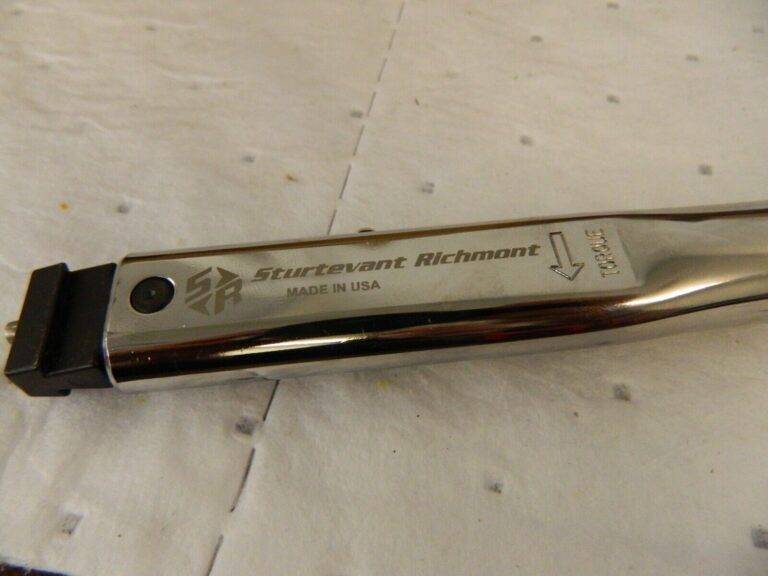 SR Sturtevant Richmont
MADE IN USA
TORQUE